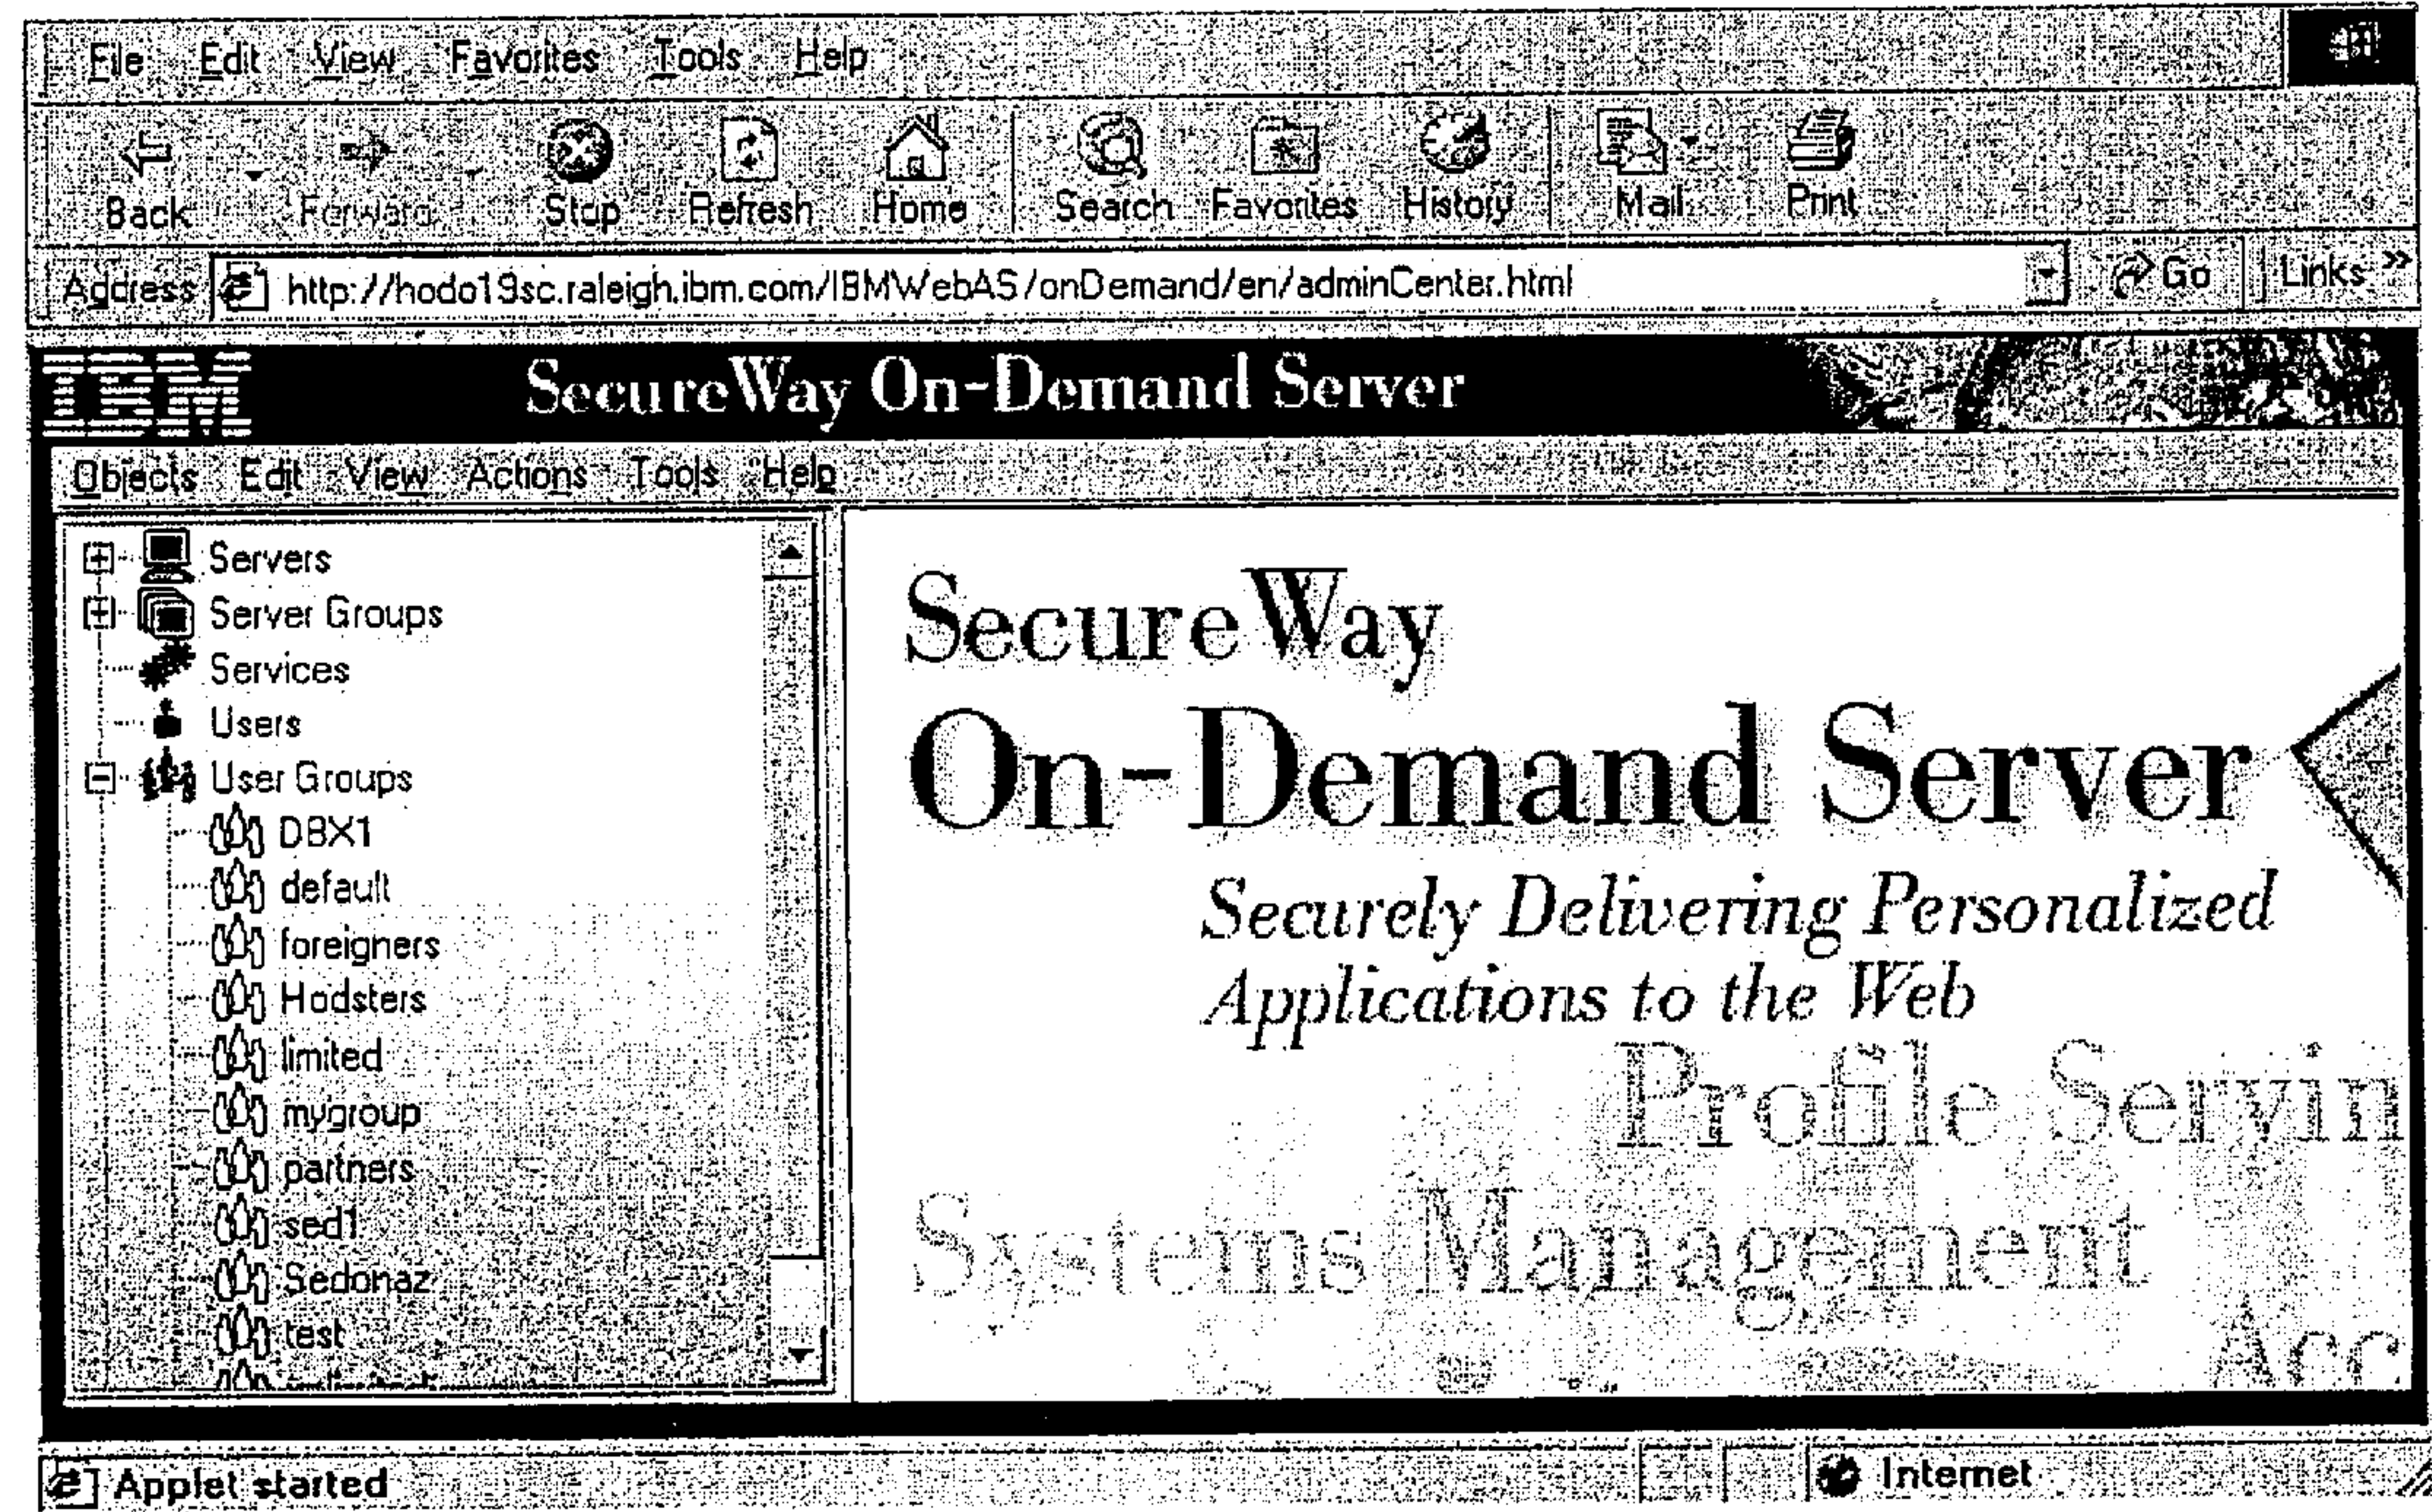 File Edit View Favorites Tools Help
Back Forward Stop Refresh Home Search Favorites History Mail Print
Address http://hodo19sc.raleigh.ibm.com/IBMWebAS/onDemand/en/adminCenter.html Go Links »
IBM SecureWay On-Demand Server
Objects Edit View Actions Tools Help
Servers
Server Groups
Services
Users
User Groups
DBX1
default
foreigners
Hodsters
limited
mygroup
partners
sed1
Sedonaz
test
SecureWay
On-Demand Server
Securely Delivering Personalized
Applications to the Web
Profile Servin
Systems Management
Acc
Applet started Internet